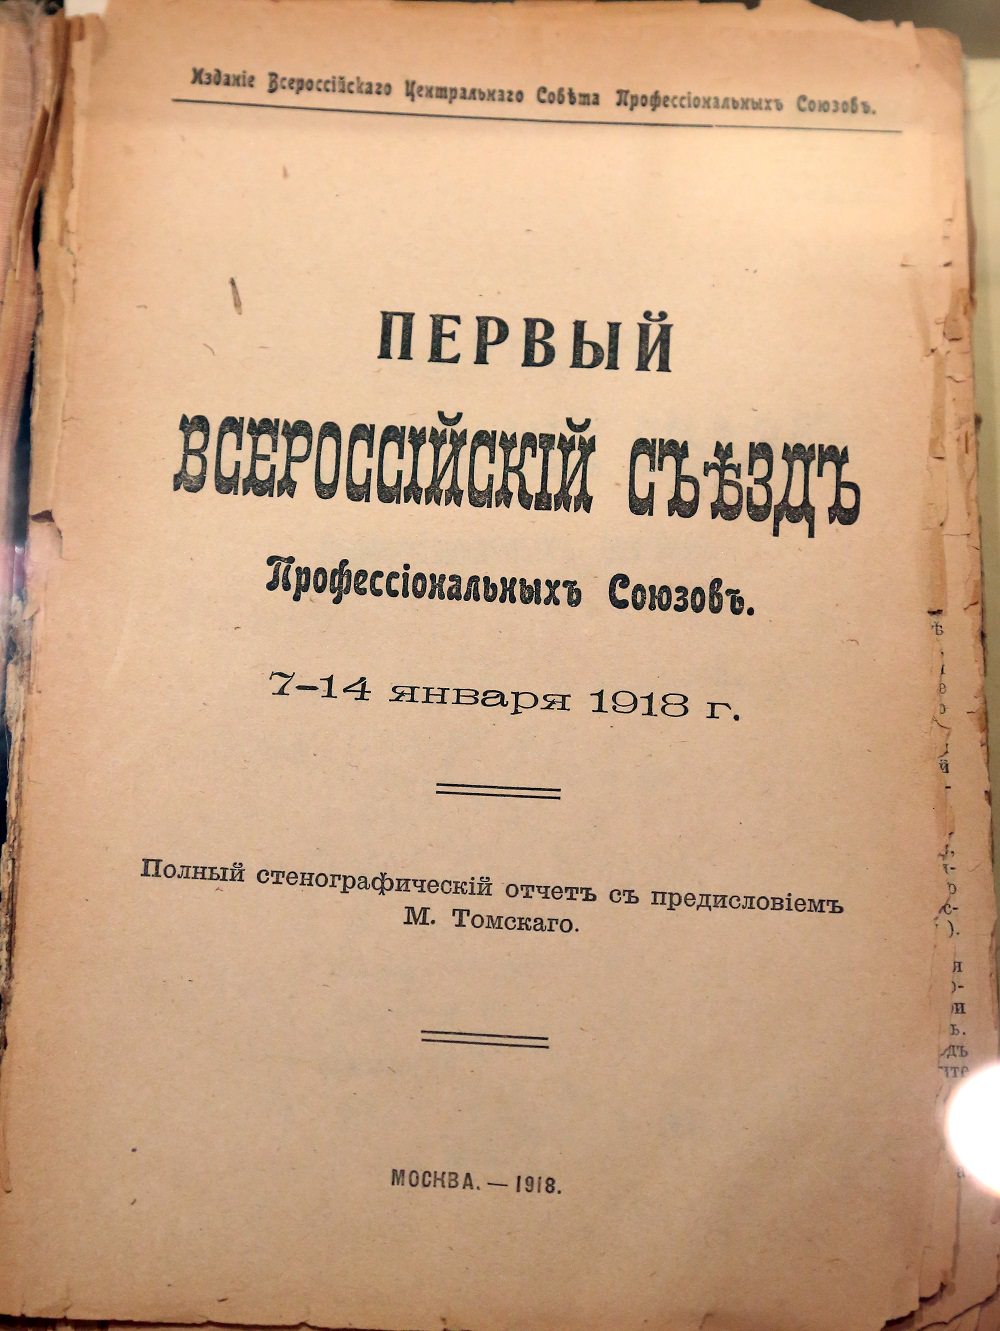 Изданіе Всероссійскаго Центральнаго Совѣта Профессіональныхъ Союзовъ.
ПЕРВЫЙ
ВСЕРОССІЙСКІЙ СЪѢЗДЪ
Профессіональныхъ Союзовъ.
7-14 января 1918 г.
Полный стенографическій отчетъ съ предисловіемъ
М. Томскаго.
МОСКВА. — 1918.